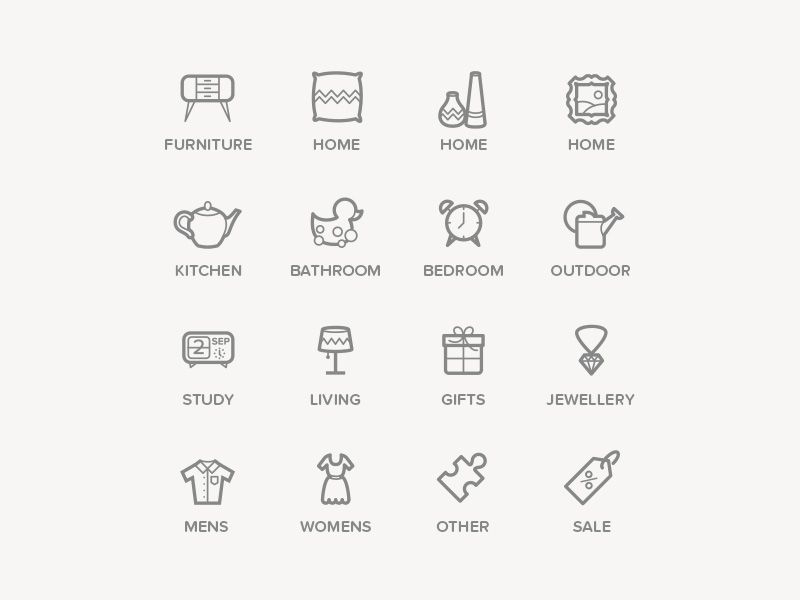 FURNITURE HOME HOME HOME
KITCHEN BATHROOM BEDROOM OUTDOOR
2 SEP
STUDY LIVING GIFTS JEWELLERY
%
MENS WOMENS OTHER SALE